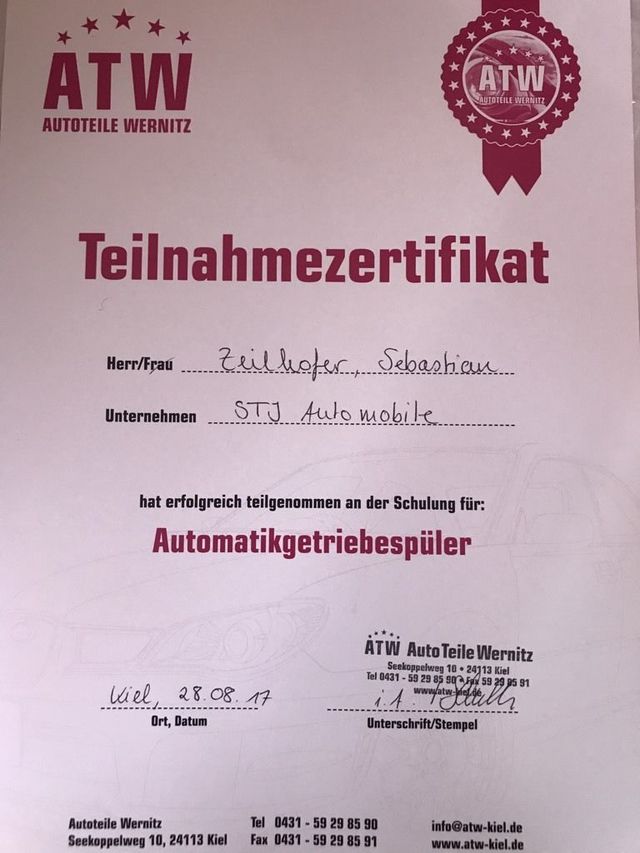 ATW
AUTOTEILE WERNITZ
ATW
AUTOTEILE WERNITZ
Teilnahmezertifikat
Herr/Frau Zeilhofer, Sebastian
Unternehmen STJ Automobile
hat erfolgreich teilgenommen an der Schulung für:
Automatikgetriebespüler
ATW Auto Teile Wernitz
Seekoppelweg 10 • 24113 Kiel
Tel 0431 - 59 29 85 90 • Fax 59 29 85 91
www.atw-kiel.de
Kiel, 28.08.17 i.A.
Ort, Datum Unterschrift/Stempel
Autoteile Wernitz Tel 0431 - 59 29 85 90 info@atw-kiel.de
Seekoppelweg 10, 24113 Kiel Fax 0431 - 59 29 85 91 www.atw-kiel.de